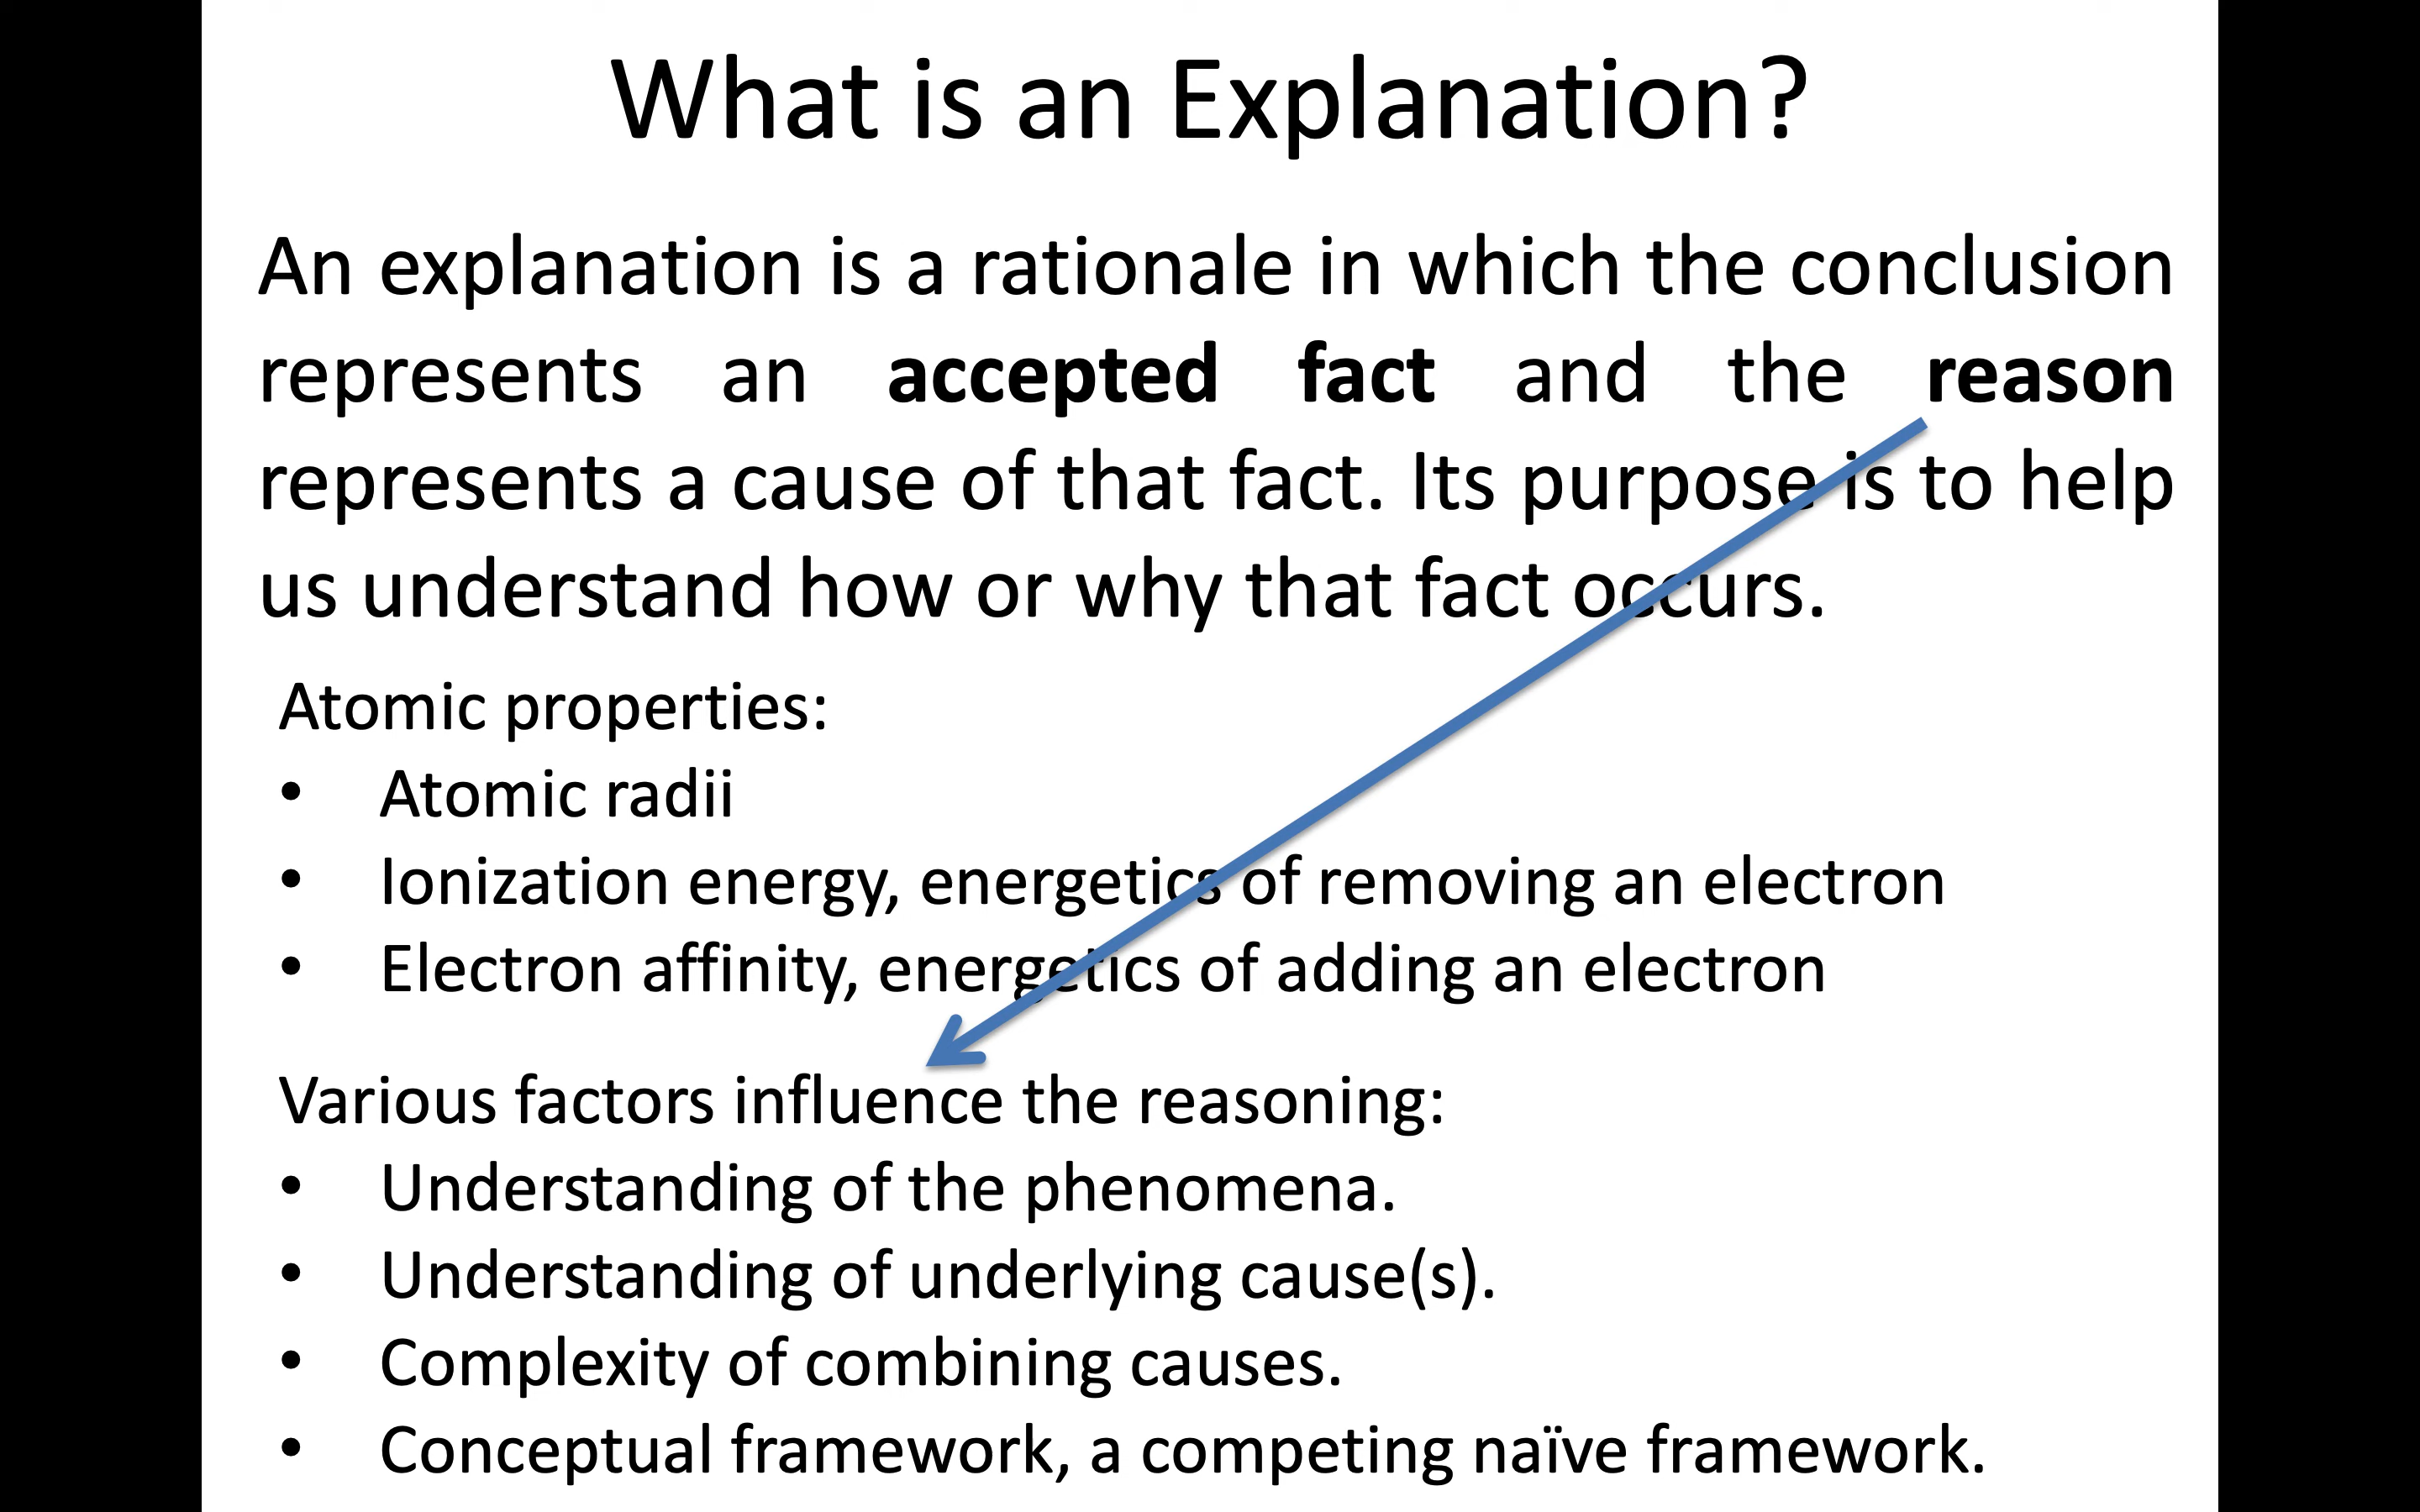 What is an Explanation?
An explanation is a rationale in which the conclusion
represents an accepted fact and the reason
represents a cause of that fact. Its purpose is to help
us understand how or why that fact occurs.
Atomic properties:
• Atomic radii
• Ionization energy, energetics of removing an electron
• Electron affinity, energetics of adding an electron
Various factors influence the reasoning:
• Understanding of the phenomena.
• Understanding of underlying cause(s).
• Complexity of combining causes.
• Conceptual framework, a competing naïve framework.